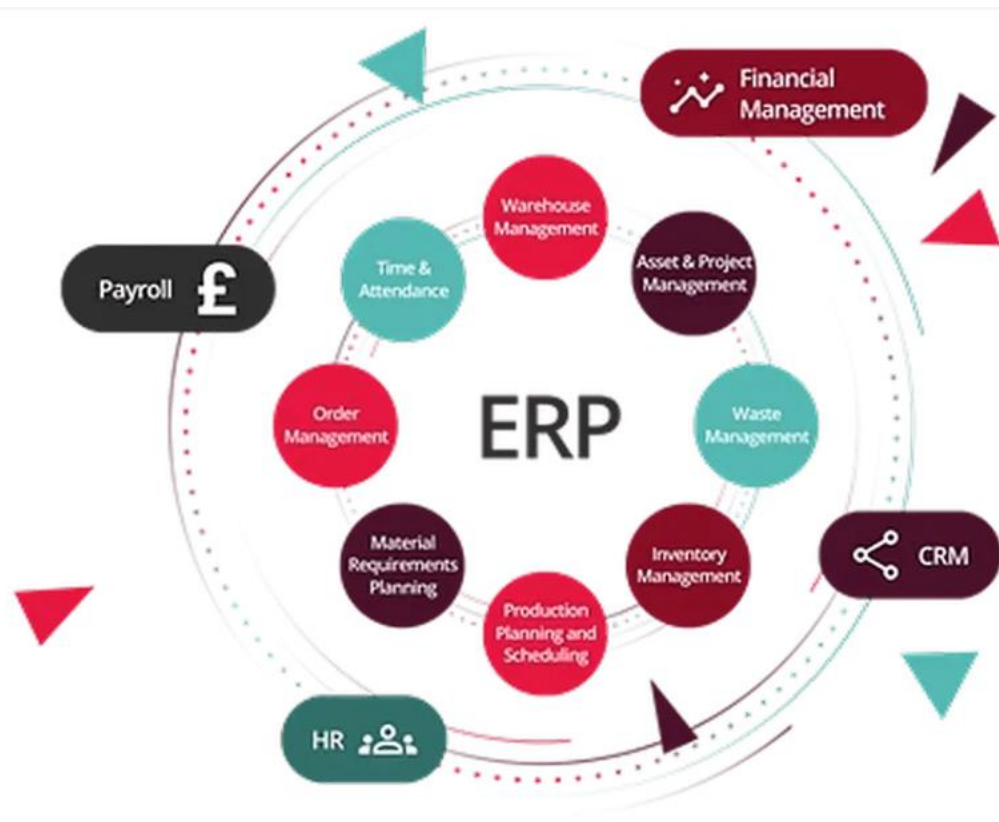 Financial
Management
Warehouse
Management
Asset & Project
Management
Time &
Attendance
Payroll £
Order
Management
ERP
Waste
Management
Material
Requirements
Planning
Inventory
Management
CRM
Production
Planning and
Scheduling
HR